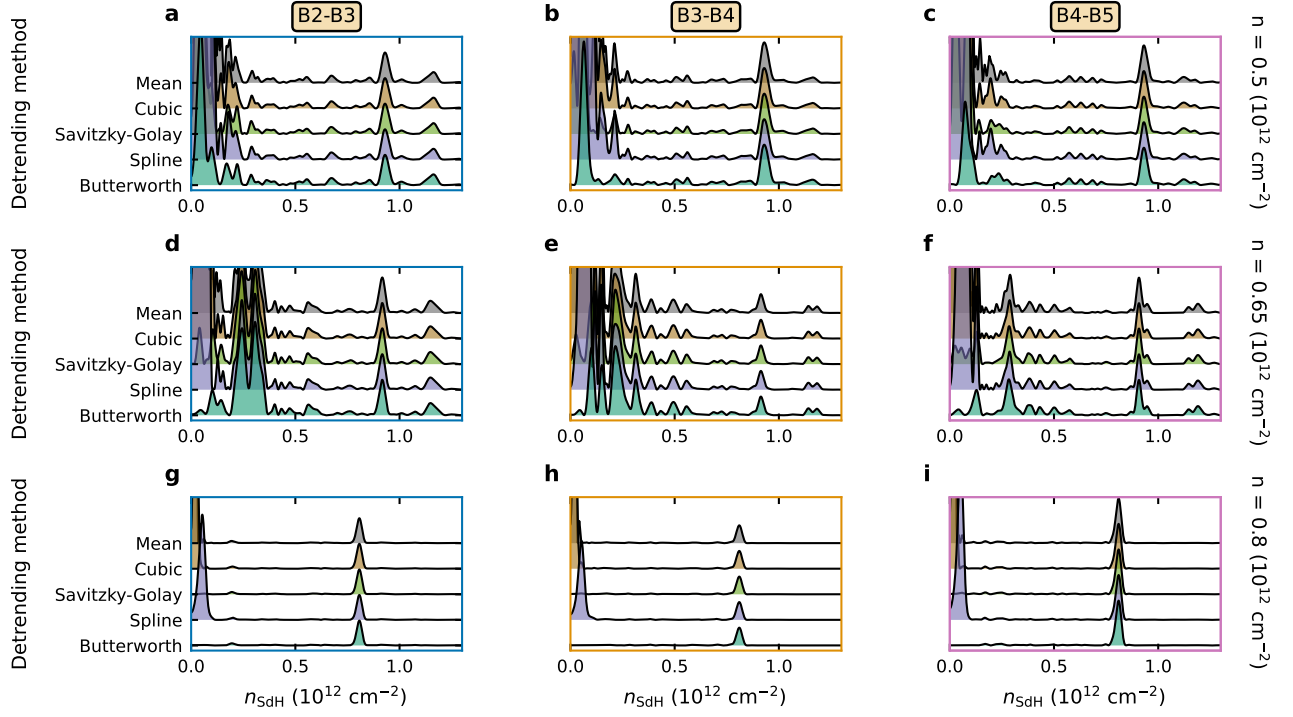 a B2-B3 b B3-B4 c B4-B5
Detrending method
Mean
Cubic
Savitzky-Golay
Spline
Butterworth
0.0 0.5 1.0 0.0 0.5 1.0 0.0 0.5 1.0
n = 0.5 (10¹² cm⁻²)
d e f
Detrending method
Mean
Cubic
Savitzky-Golay
Spline
Butterworth
0.0 0.5 1.0 0.0 0.5 1.0 0.0 0.5 1.0
n = 0.65 (10¹² cm⁻²)
g h i
Detrending method
Mean
Cubic
Savitzky-Golay
Spline
Butterworth
0.0 0.5 1.0 0.0 0.5 1.0 0.0 0.5 1.0
n = 0.8 (10¹² cm⁻²)
n_SdH (10¹² cm⁻²) n_SdH (10¹² cm⁻²) n_SdH (10¹² cm⁻²)